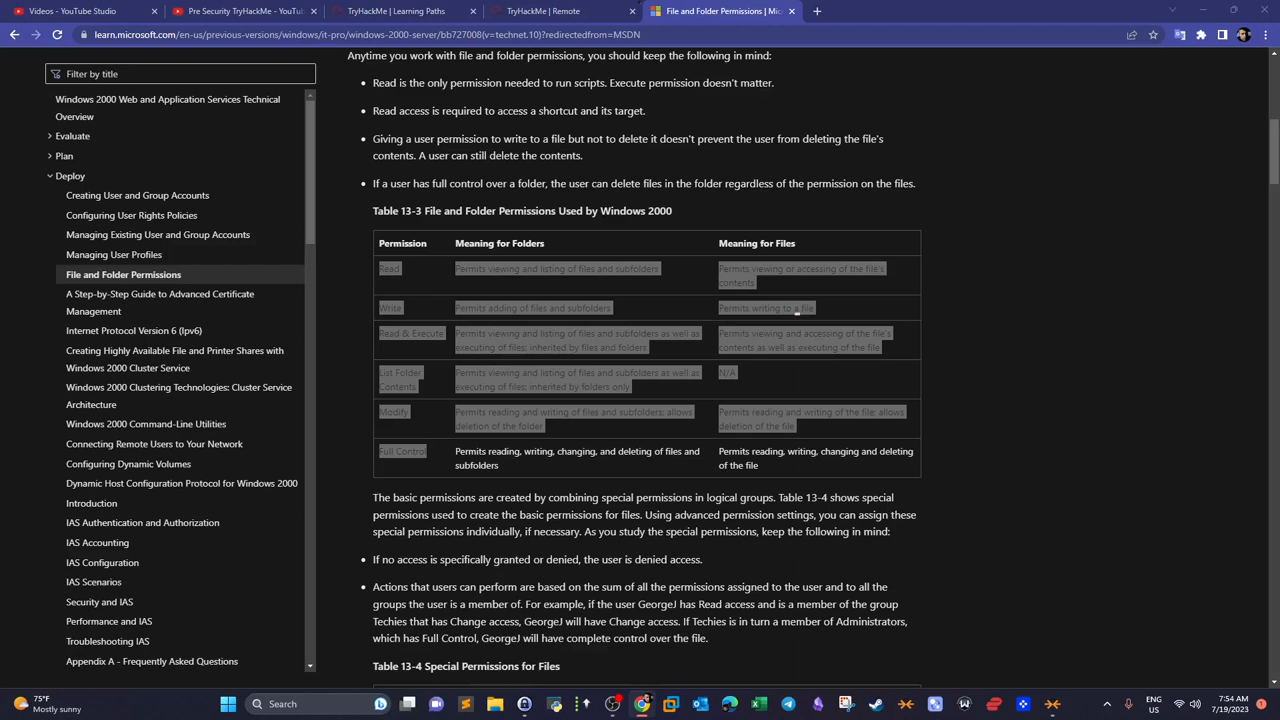 Videos - YouTube Studio
Pre Security TryHackMe - YouTu
TryHackMe | Learning Paths
TryHackMe | Remote
File and Folder Permissions | Mic
learn.microsoft.com/en-us/previous-versions/windows/it-pro/windows-2000-server/bb727008(v=technet.10)?redirectedfrom=MSDN
Filter by title
Windows 2000 Web and Application Services Technical
Overview
Evaluate
Plan
Deploy
Creating User and Group Accounts
Configuring User Rights Policies
Managing Existing User and Group Accounts
Managing User Profiles
File and Folder Permissions
A Step-by-Step Guide to Advanced Certificate
Management
Internet Protocol Version 6 (Ipv6)
Creating Highly Available File and Printer Shares with
Windows 2000 Cluster Service
Windows 2000 Clustering Technologies: Cluster Service
Architecture
Windows 2000 Command-Line Utilities
Connecting Remote Users to Your Network
Configuring Dynamic Volumes
Dynamic Host Configuration Protocol for Windows 2000
Introduction
IAS Authentication and Authorization
IAS Accounting
IAS Configuration
IAS Scenarios
Security and IAS
Performance and IAS
Troubleshooting IAS
Appendix A - Frequently Asked Questions
Anytime you work with file and folder permissions, you should keep the following in mind:
Read is the only permission needed to run scripts. Execute permission doesn't matter.
Read access is required to access a shortcut and its target.
Giving a user permission to write to a file but not to delete it doesn't prevent the user from deleting the file's
contents. A user can still delete the contents.
If a user has full control over a folder, the user can delete files in the folder regardless of the permission on the files.
Table 13-3 File and Folder Permissions Used by Windows 2000
Permission Meaning for Folders Meaning for Files
Read Permits viewing and listing of files and subfolders Permits viewing or accessing of the file's
contents
Write Permits adding of files and subfolders Permits writing to a file
Read & Execute Permits viewing and listing of files and subfolders as well as Permits viewing and accessing of the file's
executing of files; inherited by files and folders contents as well as executing of the file
List Folder Permits viewing and listing of files and subfolders as well as N/A
Contents executing of files; inherited by folders only
Modify Permits reading and writing of files and subfolders; allows Permits reading and writing of the file; allows
deletion of the folder deletion of the file
Full Control Permits reading, writing, changing, and deleting of files and Permits reading, writing, changing and deleting
subfolders of the file
The basic permissions are created by combining special permissions in logical groups. Table 13-4 shows special
permissions used to create the basic permissions for files. Using advanced permission settings, you can assign these
special permissions individually, if necessary. As you study the special permissions, keep the following in mind:
If no access is specifically granted or denied, the user is denied access.
Actions that users can perform are based on the sum of all the permissions assigned to the user and to all the
groups the user is a member of. For example, if the user GeorgeJ has Read access and is a member of the group
Techies that has Change access, GeorgeJ will have Change access. If Techies is in turn a member of Administrators,
which has Full Control, GeorgeJ will have complete control over the file.
Table 13-4 Special Permissions for Files
75°F
Mostly sunny
Search
ENG
US
7:54 AM
7/19/2023